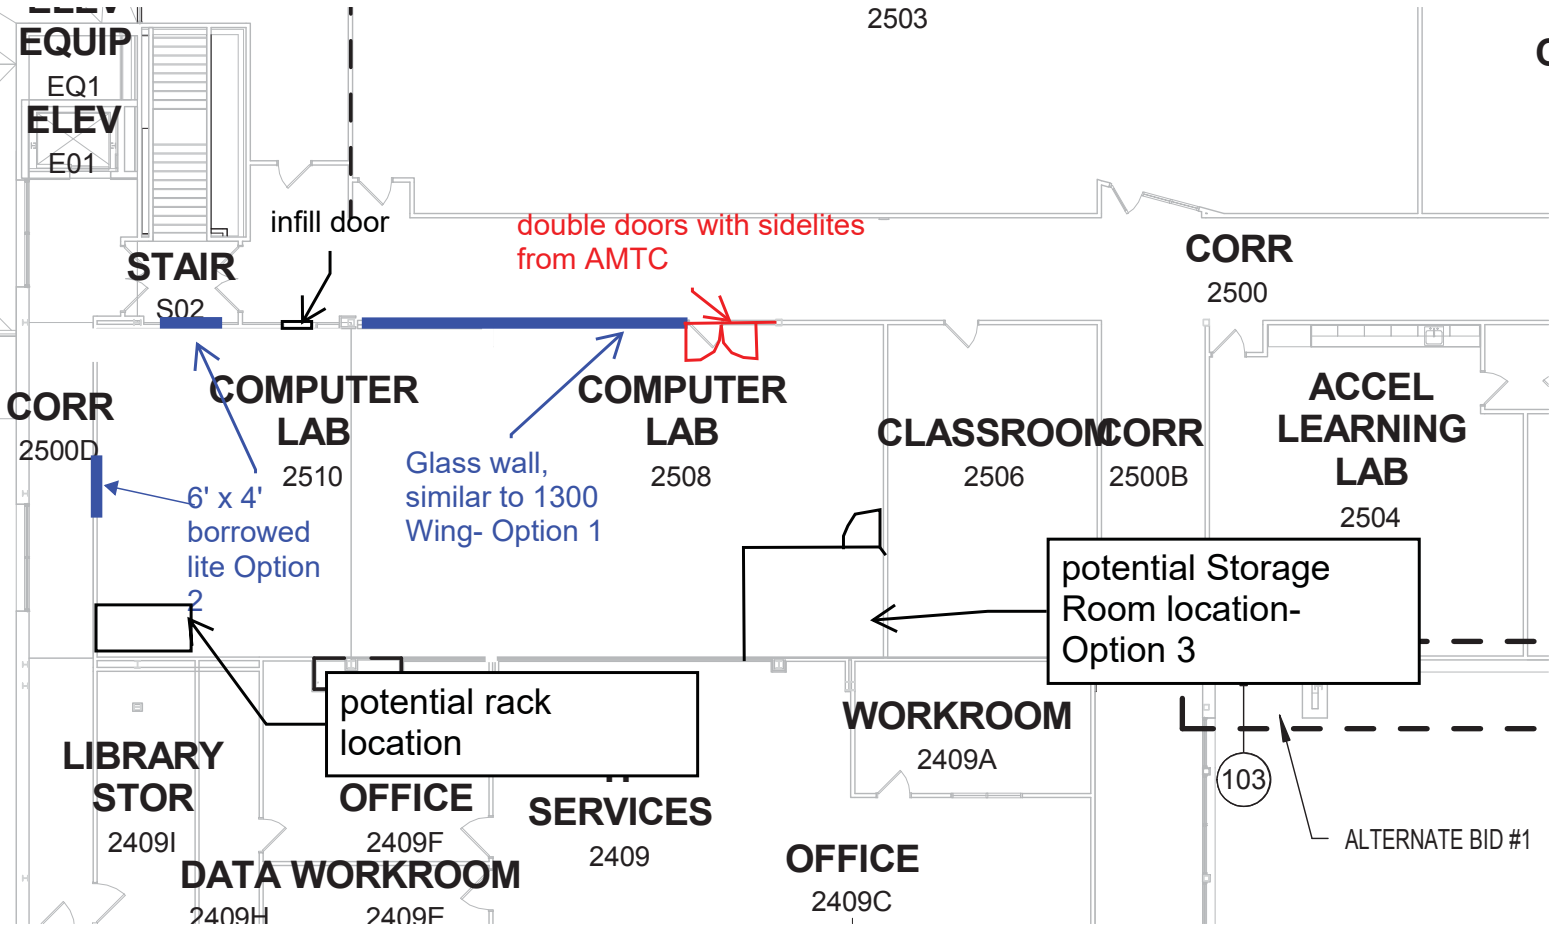 ELEV
EQUIP
EQ1
ELEV
E01
2503
infill door
double doors with sidelites
from AMTC
STAIR
S02
CORR
2500
CORR
2500D
COMPUTER
LAB
2510
COMPUTER
LAB
2508
CLASSROOM
2506
CORR
2500B
ACCEL
LEARNING
LAB
2504
6' x 4'
borrowed
lite Option
2
Glass wall,
similar to 1300
Wing- Option 1
potential Storage
Room location-
Option 3
potential rack
location
LIBRARY
STOR
2409I
OFFICE
2409F
SERVICES
2409
WORKROOM
2409A
103
ALTERNATE BID #1
DATA WORKROOM
2409H
2409E
OFFICE
2409C